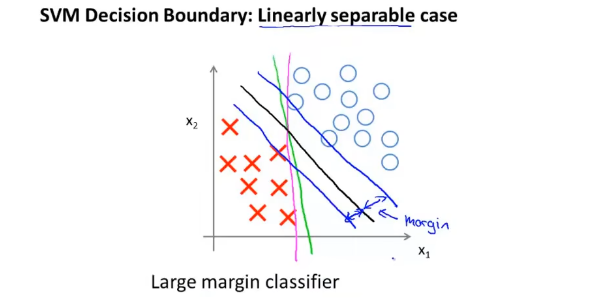 SVM Decision Boundary: Linearly separable case
x2
margin
x1
Large margin classifier